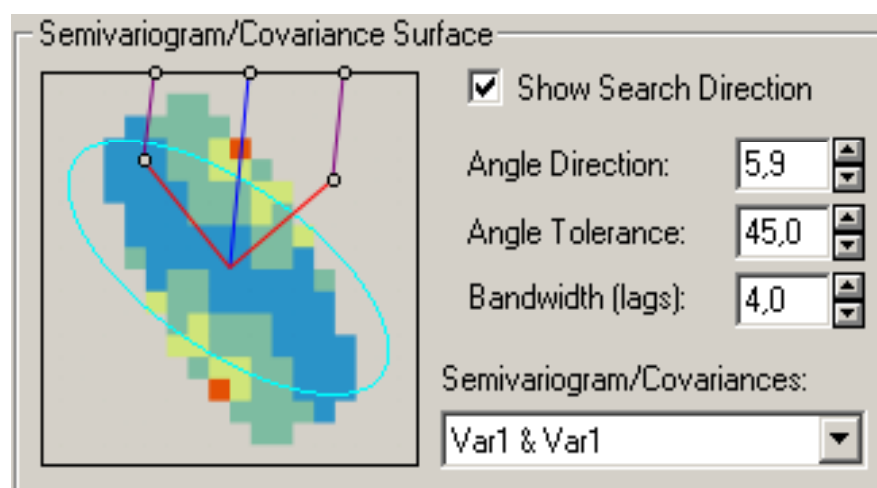 Semivariogram/Covariance Surface
Show Search Direction
Angle Direction: 5,9
Angle Tolerance: 45,0
Bandwidth (lags): 4,0
Semivariogram/Covariances:
Var1 & Var1